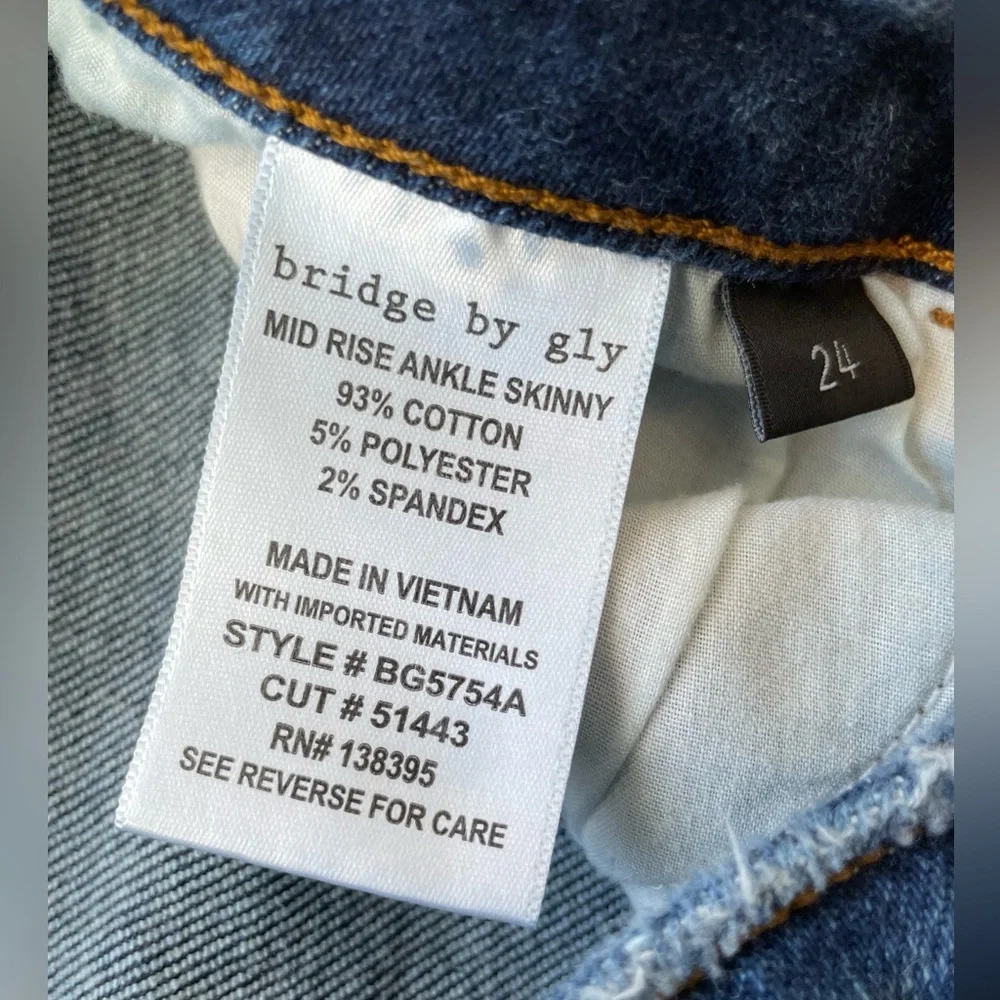 bridge by gly
MID RISE ANKLE SKINNY
93% COTTON
5% POLYESTER
2% SPANDEX
MADE IN VIETNAM
WITH IMPORTED MATERIALS
STYLE # BG5754A
CUT # 51443
RN# 138395
SEE REVERSE FOR CARE
24